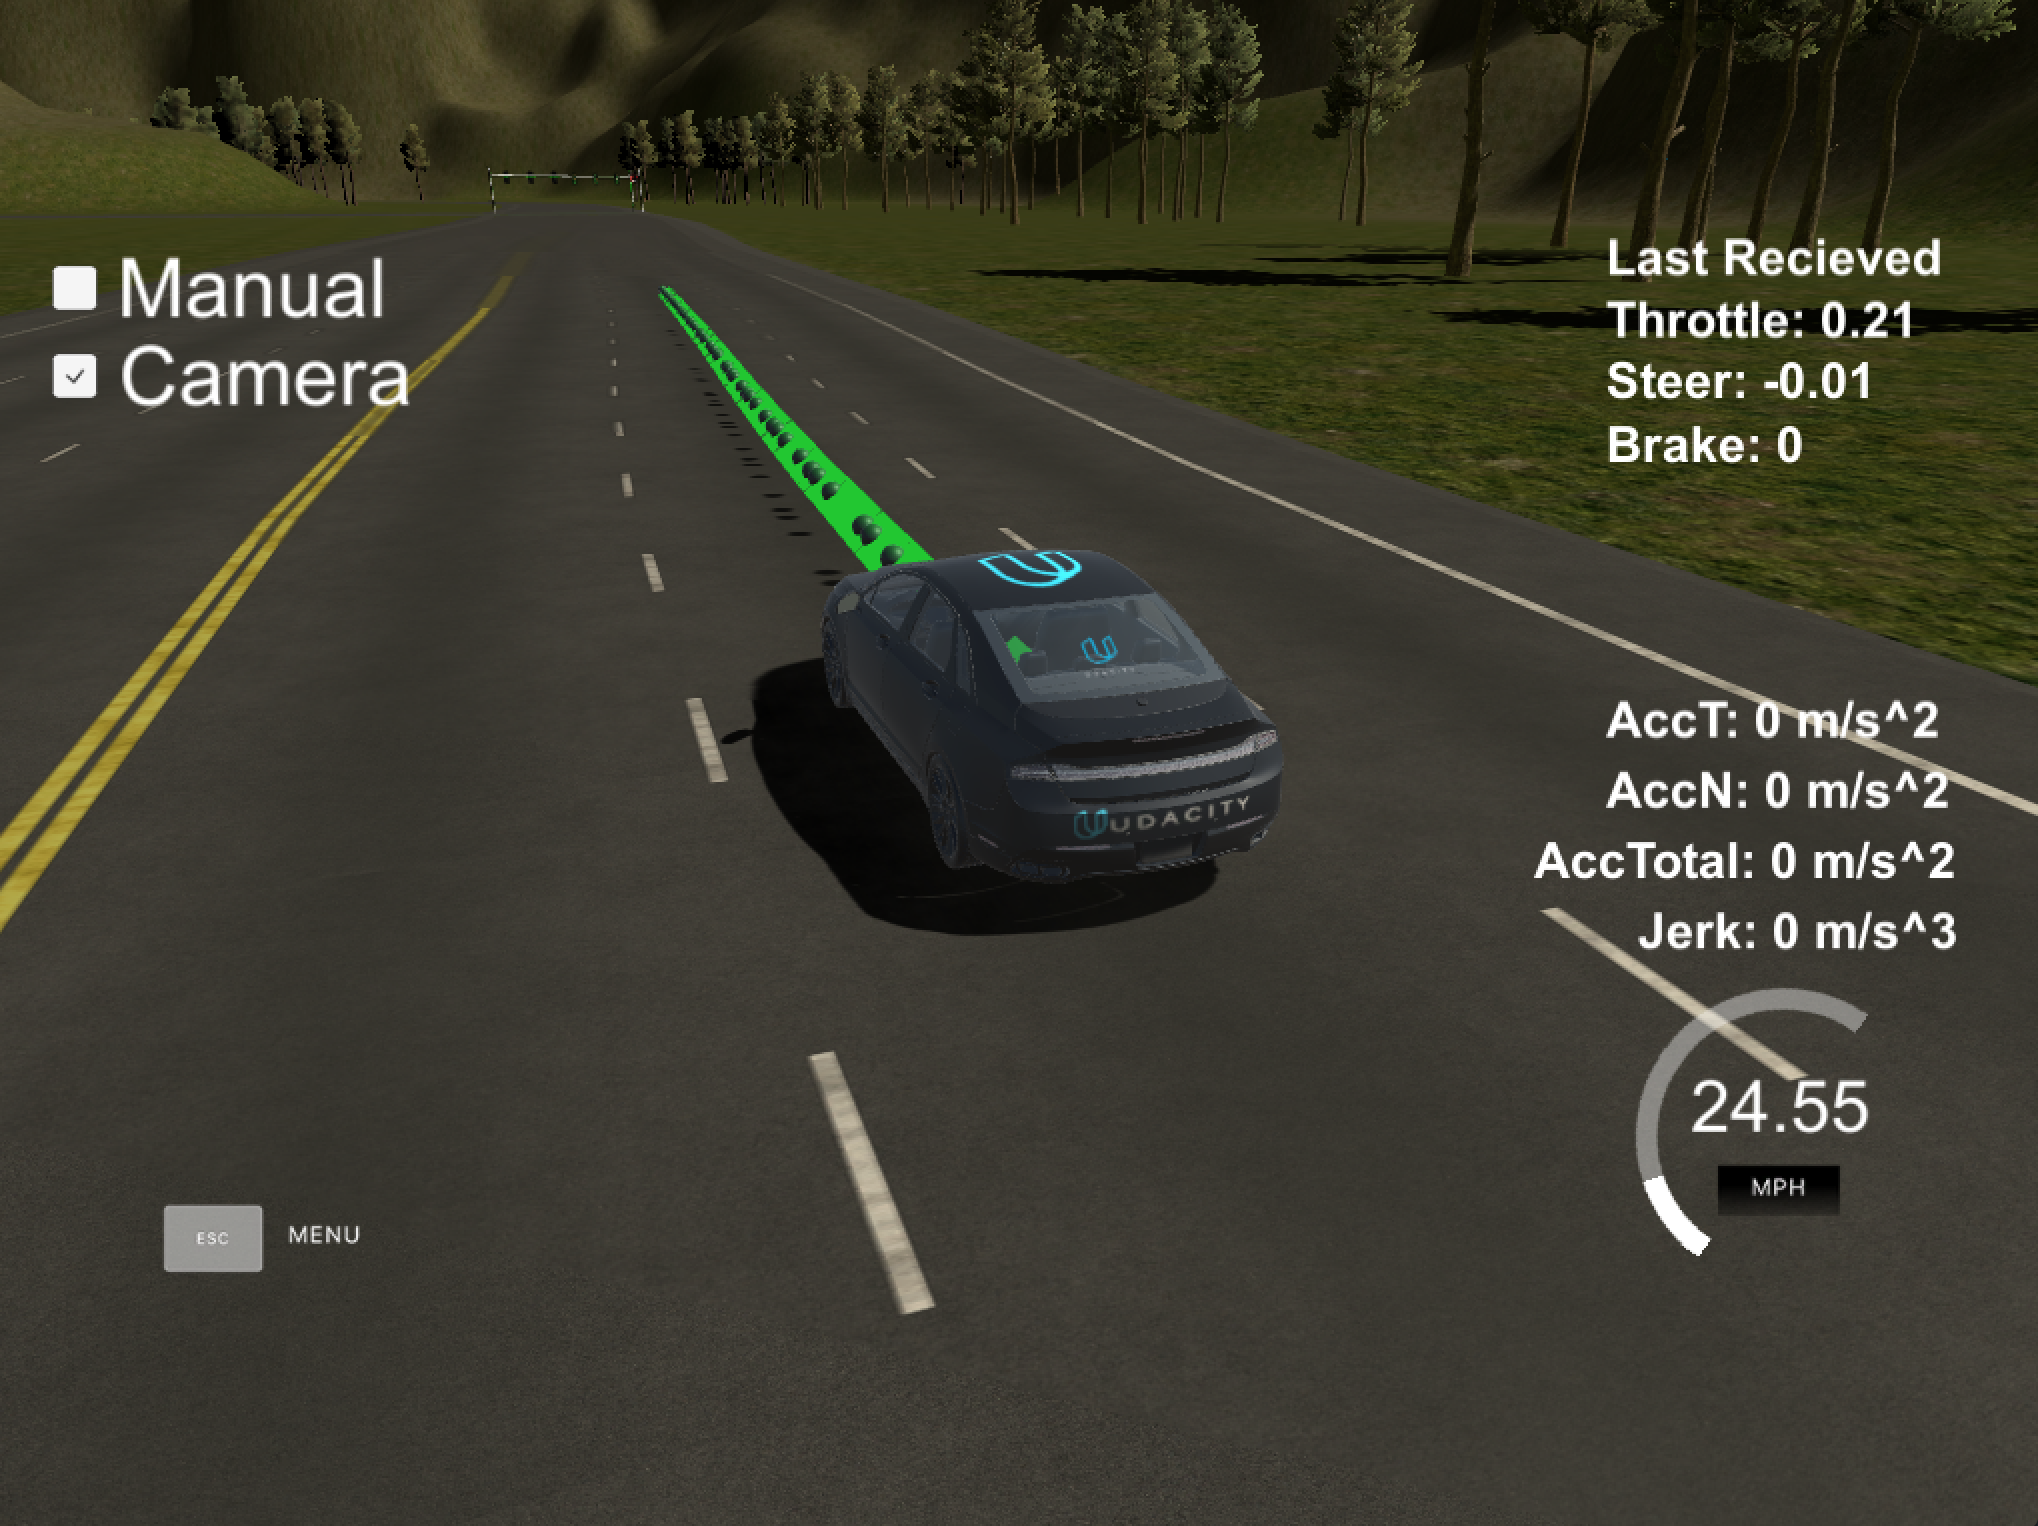 Manual
Camera
Last Recieved
Throttle: 0.21
Steer: -0.01
Brake: 0
UDACITY
AccT: 0 m/s^2
AccN: 0 m/s^2
AccTotal: 0 m/s^2
Jerk: 0 m/s^3
24.55
MPH
ESC MENU